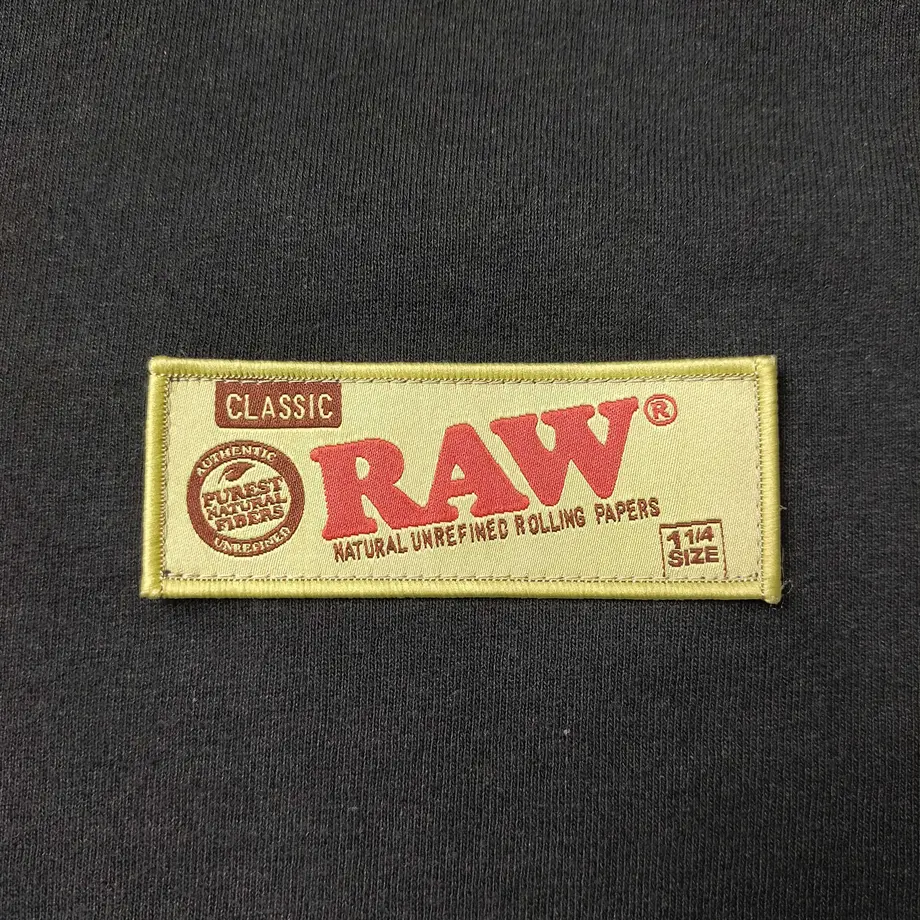 CLASSIC
AUTHENTIC
PUREST
NATURAL
FIBERS
UNREFINED
RAW®
NATURAL UNREFINED ROLLING PAPERS
1 1/4
SIZE